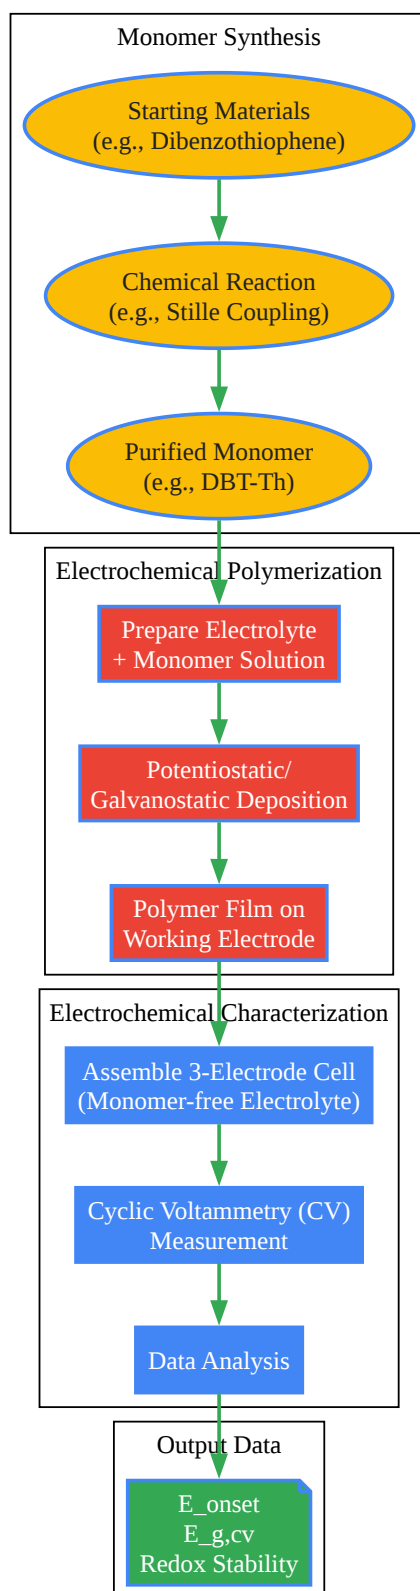 Monomer Synthesis
Starting Materials
(e.g., Dibenzothiophene)
Chemical Reaction
(e.g., Stille Coupling)
Purified Monomer
(e.g., DBT-Th)
Electrochemical Polymerization
Prepare Electrolyte
+ Monomer Solution
Potentiostatic/
Galvanostatic Deposition
Polymer Film on
Working Electrode
Electrochemical Characterization
Assemble 3-Electrode Cell
(Monomer-free Electrolyte)
Cyclic Voltammetry (CV)
Measurement
Data Analysis
Output Data
E_onset
E_g,cv
Redox Stability